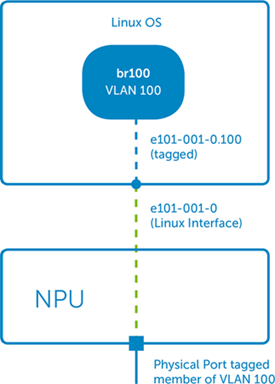 Linux OS
br100
VLAN 100
e101-001-0.100
(tagged)
e101-001-0
(Linux Interface)
NPU
Physical Port tagged
member of VLAN 100